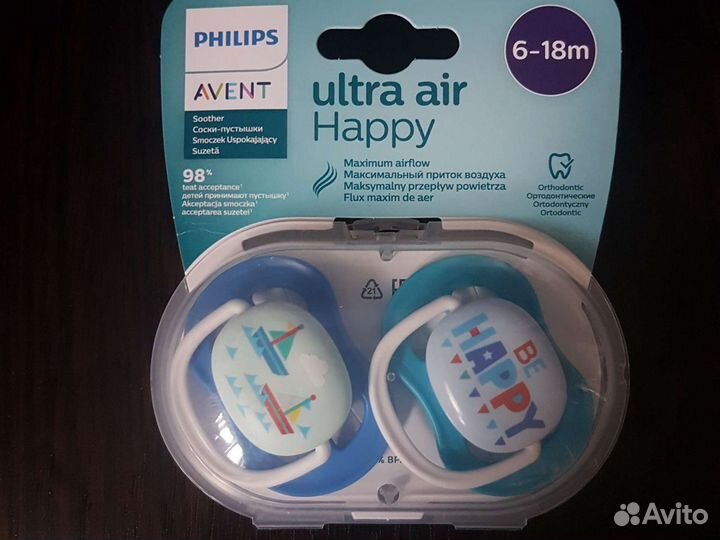 PHILIPS
AVENT
Soother
Соски-пустышки
Smoczek Uspokajający
Suzetă
98%
teat acceptance¹
детей принимают пустышку¹
Akceptacja smoczka¹
acceptarea suzetei¹
ultra air
Happy
Maximum airflow
Максимальный приток воздуха
Maksymalny przepływ powietrza
Flux maxim de aer
6-18m
Orthodontic
Ортодонтические
Ortodontyczny
Ortodontic
21
BE
HAPPY
Avito